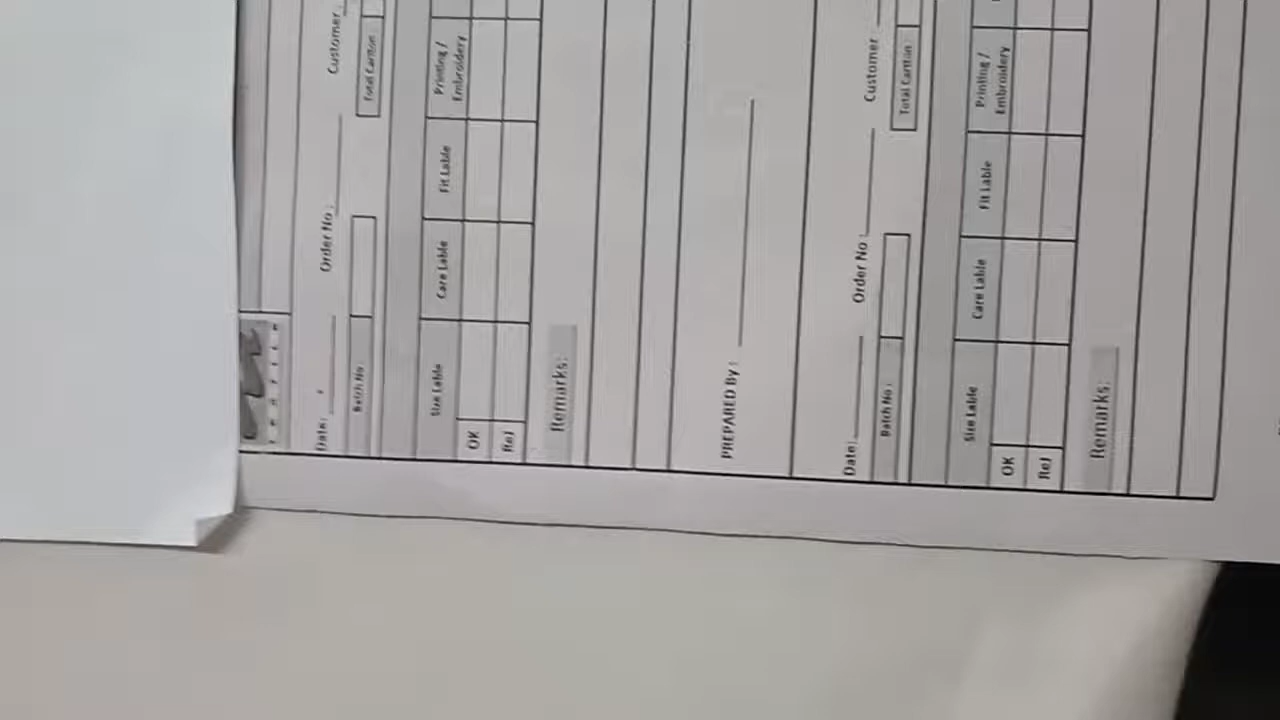 Date: Order No : Customer
Batch No : Total Cartton
Size Lable Care Lable Fit Lable Printing / Embroidery
OK
ReJ
Remarks:
PREPARED By :
Date: Order No : Customer
Batch No : Total Cartton
Size Lable Care Lable Fit Lable Printing / Embroidery
OK
ReJ
Remarks: